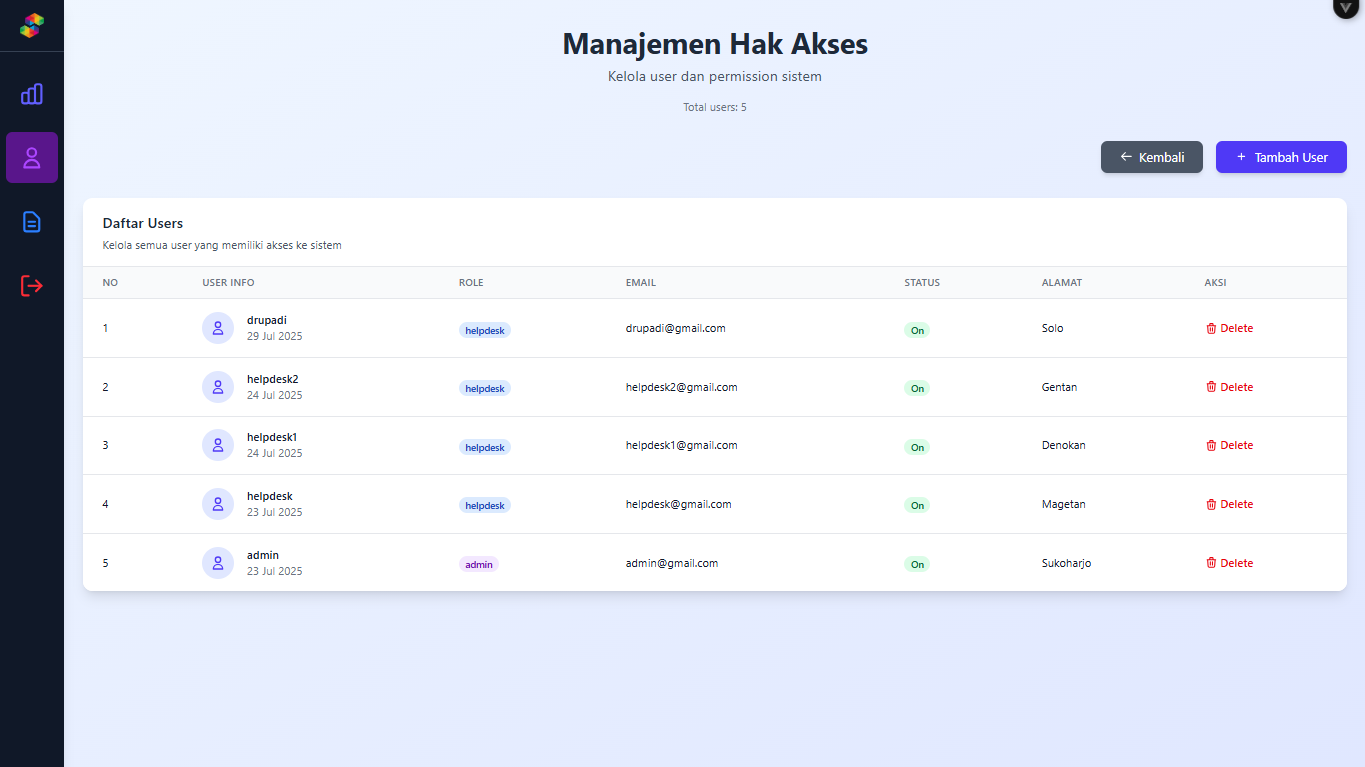 Manajemen Hak Akses
Kelola user dan permission sistem
Total users: 5
← Kembali
+ Tambah User
Daftar Users
Kelola semua user yang memiliki akses ke sistem
NO USER INFO ROLE EMAIL STATUS ALAMAT AKSI
1 drupadi helpdesk drupadi@gmail.com On Solo Delete
29 Jul 2025
2 helpdesk2 helpdesk helpdesk2@gmail.com On Gentan Delete
24 Jul 2025
3 helpdesk1 helpdesk helpdesk1@gmail.com On Denokan Delete
24 Jul 2025
4 helpdesk helpdesk helpdesk@gmail.com On Magetan Delete
23 Jul 2025
5 admin admin admin@gmail.com On Sukoharjo Delete
23 Jul 2025